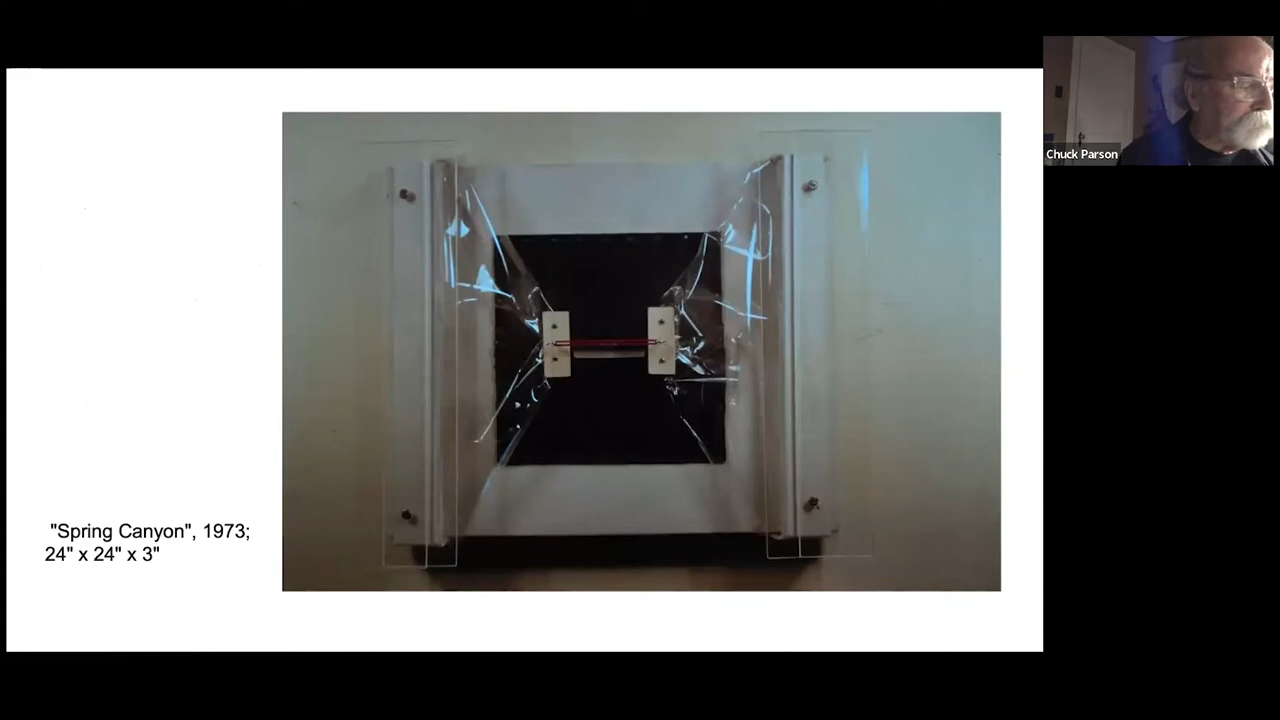 "Spring Canyon", 1973;
24" x 24" x 3"
Chuck Parson